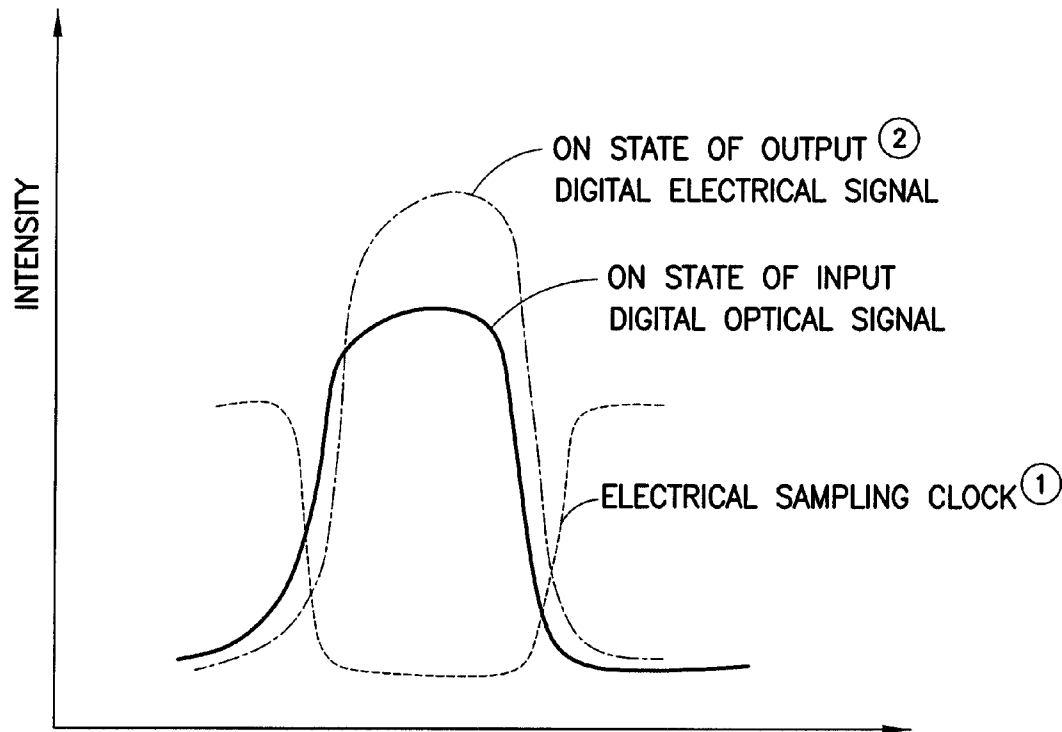 INTENSITY
ON STATE OF OUTPUT ②
DIGITAL ELECTRICAL SIGNAL
ON STATE OF INPUT
DIGITAL OPTICAL SIGNAL
ELECTRICAL SAMPLING CLOCK ①